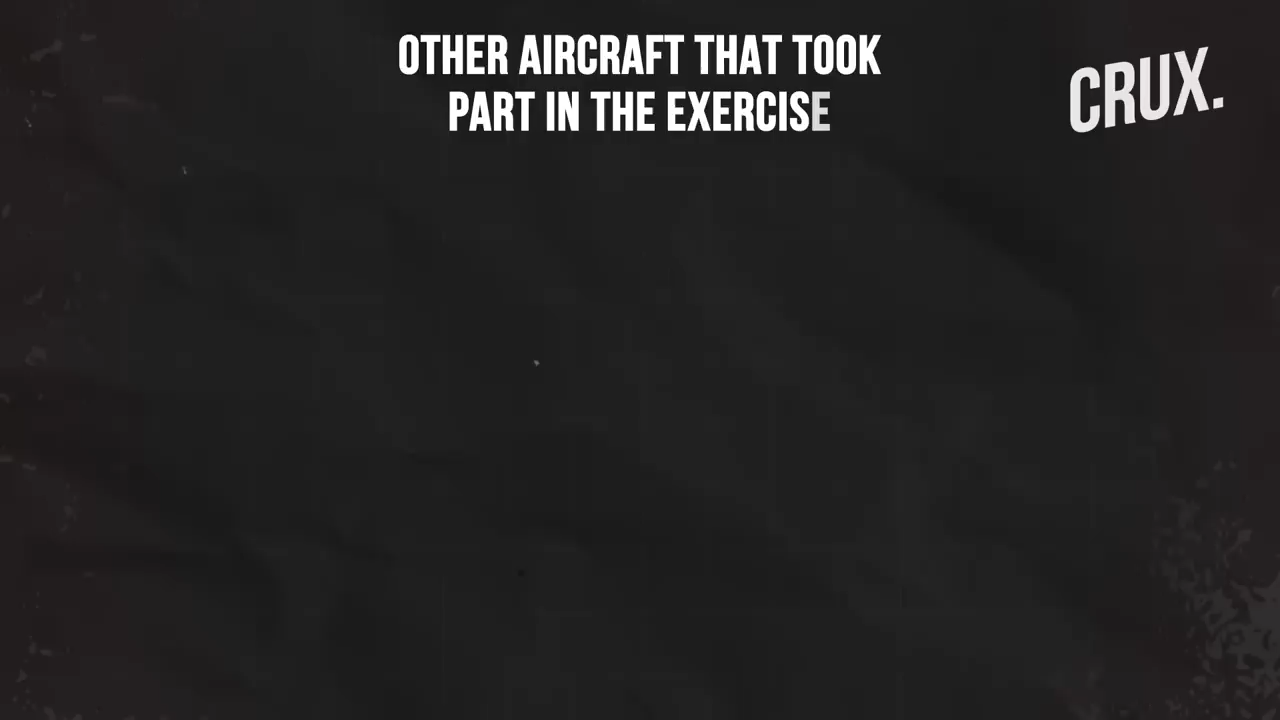 OTHER AIRCRAFT THAT TOOK
PART IN THE EXERCISE
CRUX.